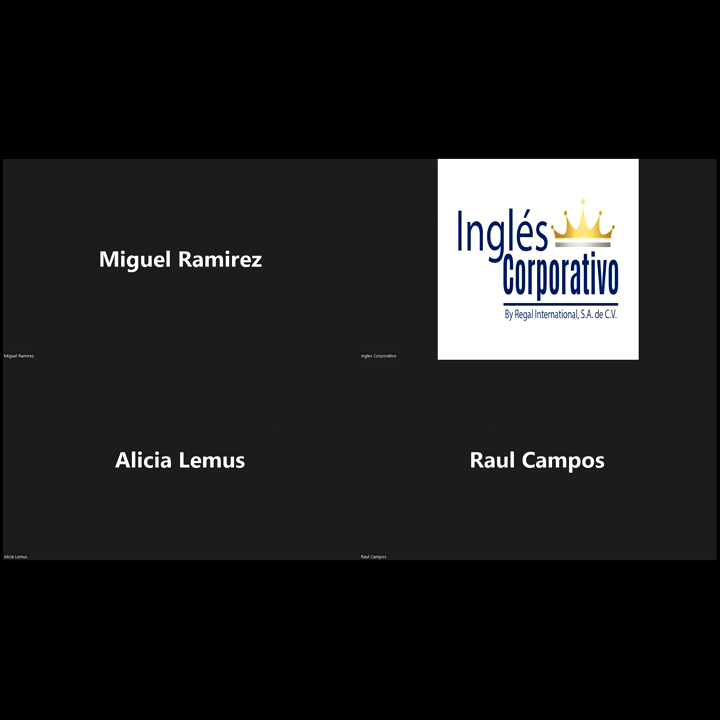 Miguel Ramirez
Miguel Ramirez
Inglés
Corporativo
By Regal International, S.A. de C.V.
Ingles Corporativo
Alicia Lemus
Alicia Lemus
Raul Campos
Raul Campos